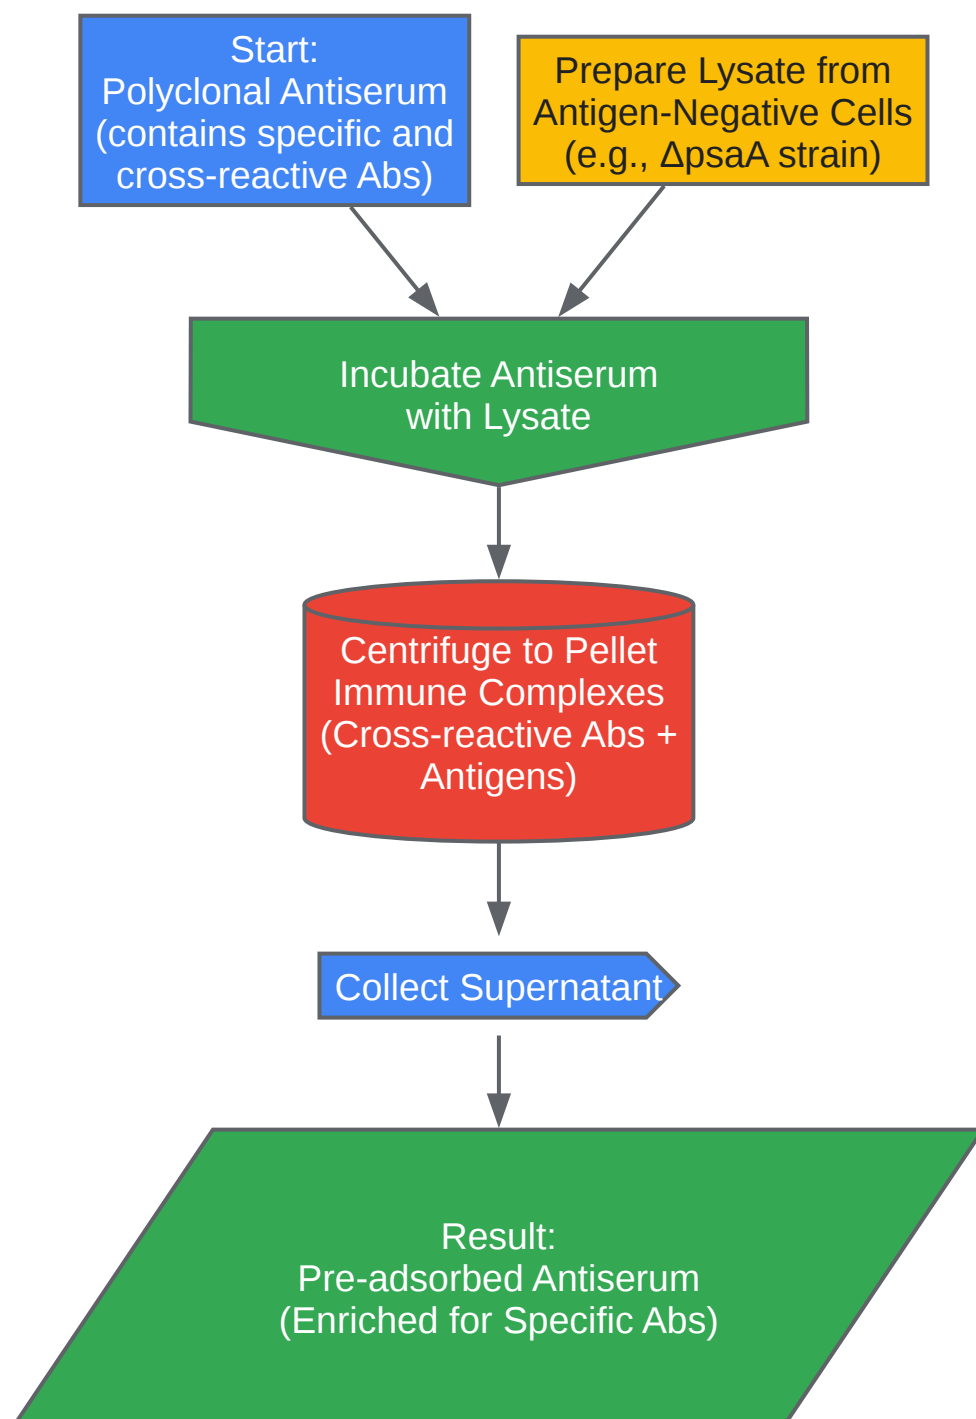 Start:
Polyclonal Antiserum
(contains specific and
cross-reactive Abs)
Prepare Lysate from
Antigen-Negative Cells
(e.g., ΔpsaA strain)
Incubate Antiserum
with Lysate
Centrifuge to Pellet
Immune Complexes
(Cross-reactive Abs +
Antigens)
Collect Supernatant
Result:
Pre-adsorbed Antiserum
(Enriched for Specific Abs)